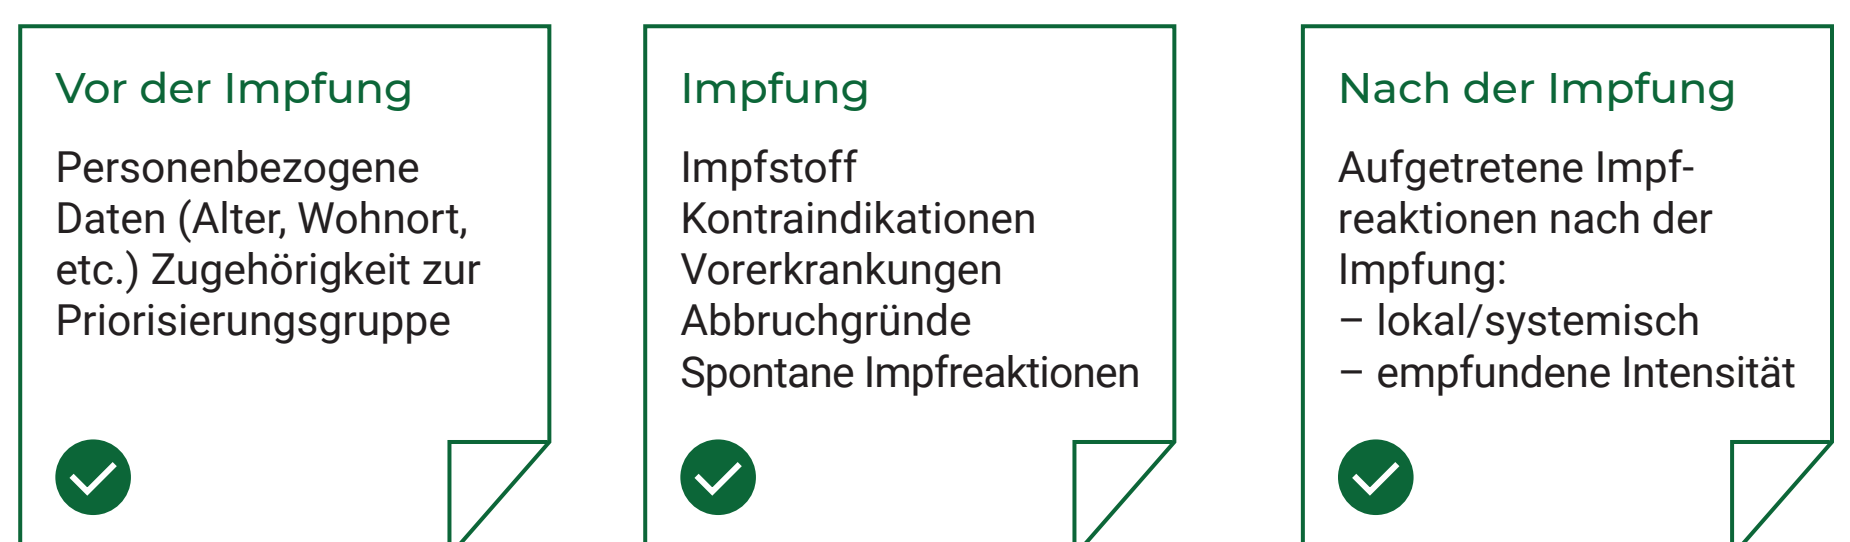 Vor der Impfung
Personenbezogene
Daten (Alter, Wohnort,
etc.) Zugehörigkeit zur
Priorisierungsgruppe
Impfung
Impfstoff
Kontraindikationen
Vorerkrankungen
Abbruchgründe
Spontane Impfreaktionen
Nach der Impfung
Aufgetretene Impf-
reaktionen nach der
Impfung:
– lokal/systemisch
– empfundene Intensität